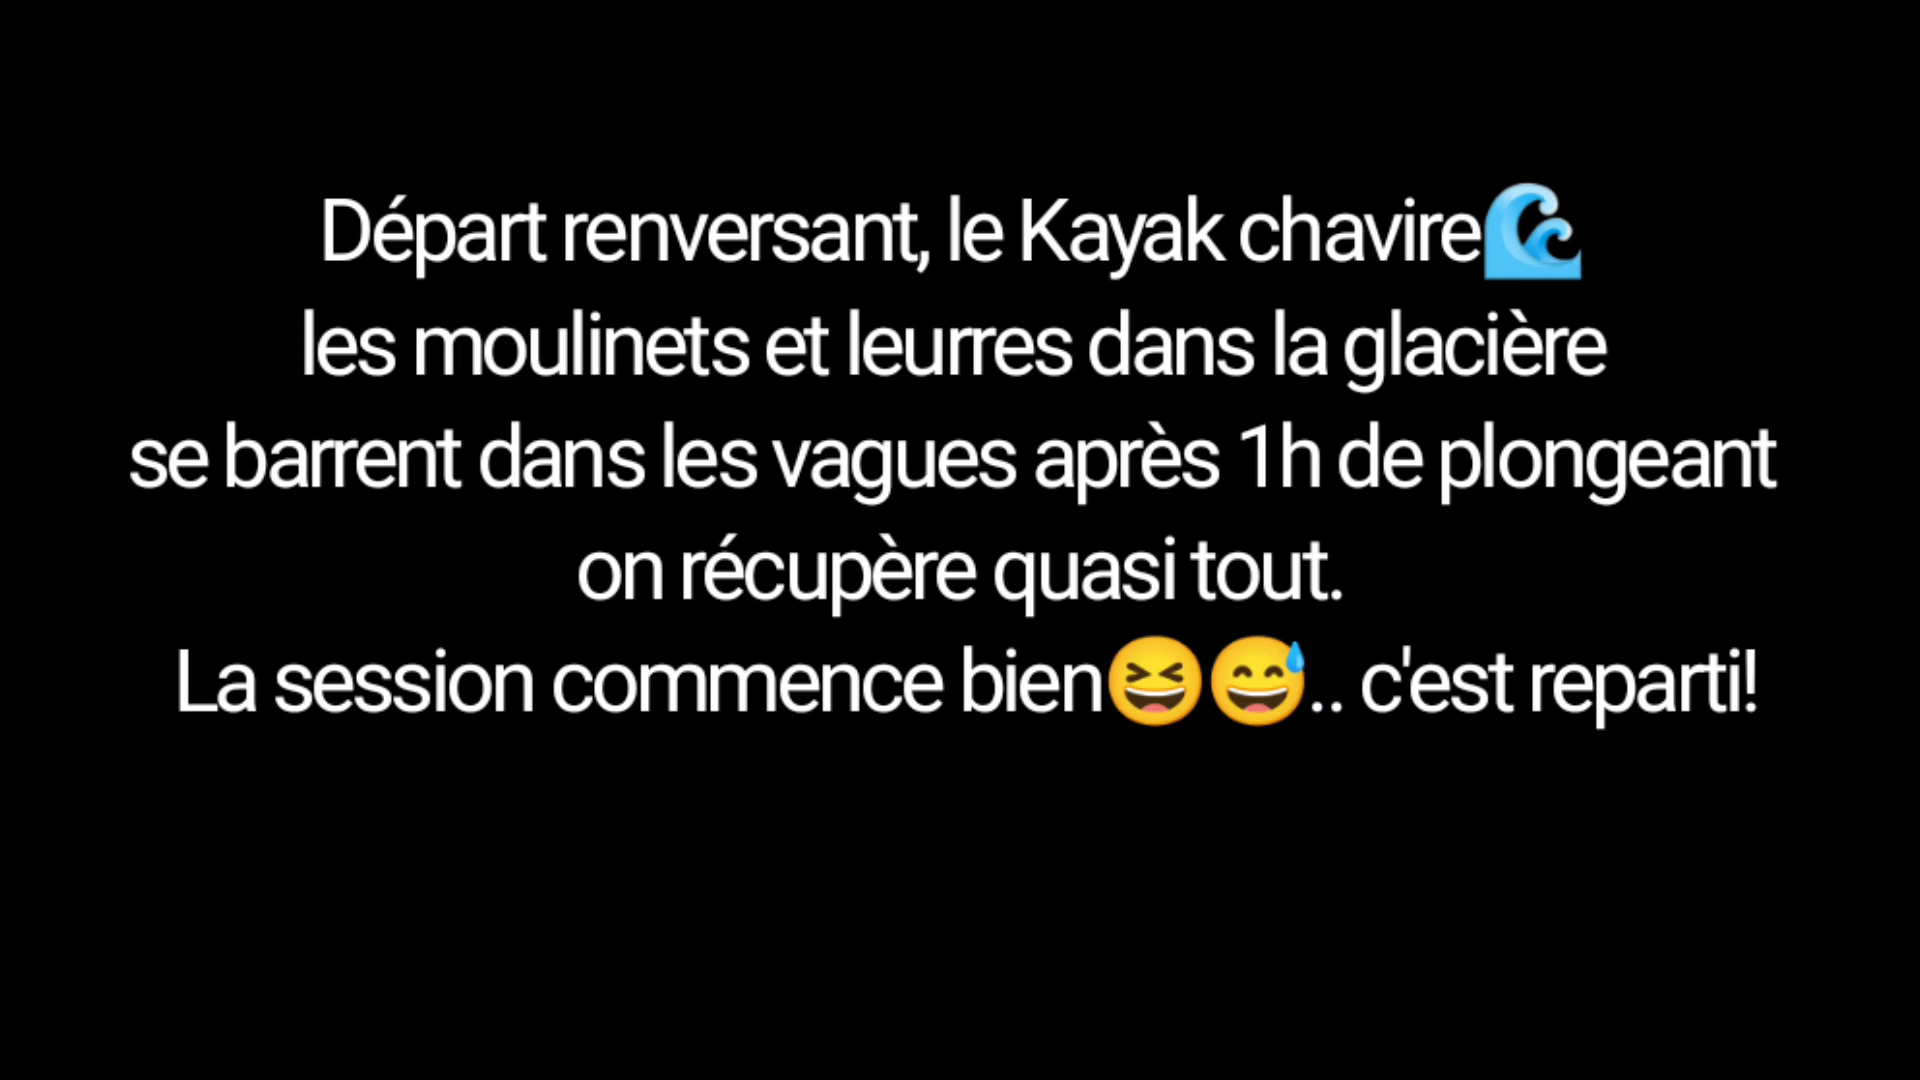 Départ renversant, le Kayak chavire🌊
les moulinets et leurres dans la glacière
se barrent dans les vagues après 1h de plongeant
on récupère quasi tout.
La session commence bien😆😅.. c'est reparti!